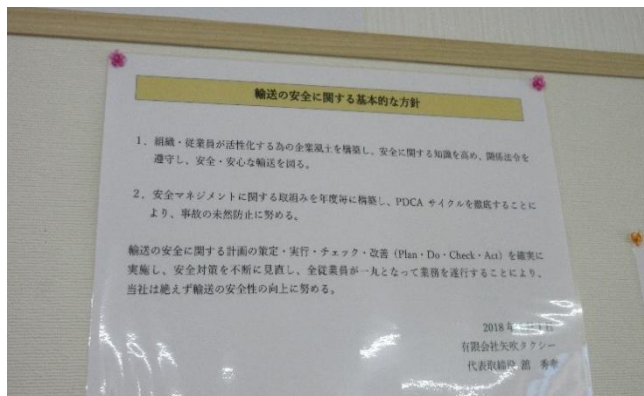 輸送の安全に関する基本的な方針
1．組織・従業員が活性化する為の企業風土を構築し、安全に関する知識を高め、関係法令を
遵守し、安全・安心な輸送を図る。
2．安全マネジメントに関する取組みを年度毎に構築し、PDCA サイクルを徹底することに
より、事故の未然防止に努める。
輸送の安全に関する計画の策定・実行・チェック・改善（Plan・Do・Check・Act）を確実に
実施し、安全対策を不断に見直し、全従業員が一丸となって業務を遂行することにより、
当社は絶えず輸送の安全性の向上に努める。
2018 年
有限会社矢吹タクシー
代表取締役